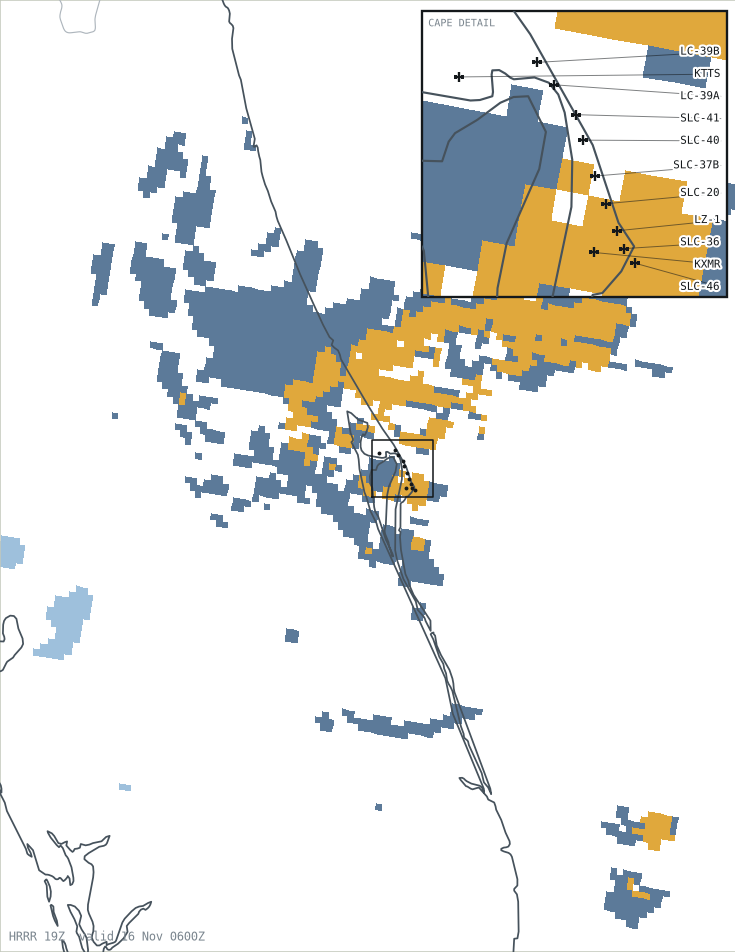 CAPE DETAIL
LC-39B
KTTS
LC-39A
SLC-41
SLC-40
SLC-37B
SLC-20
LZ-1
SLC-36
KXMR
SLC-46
HRRR 19Z  valid 16 Nov 0600Z